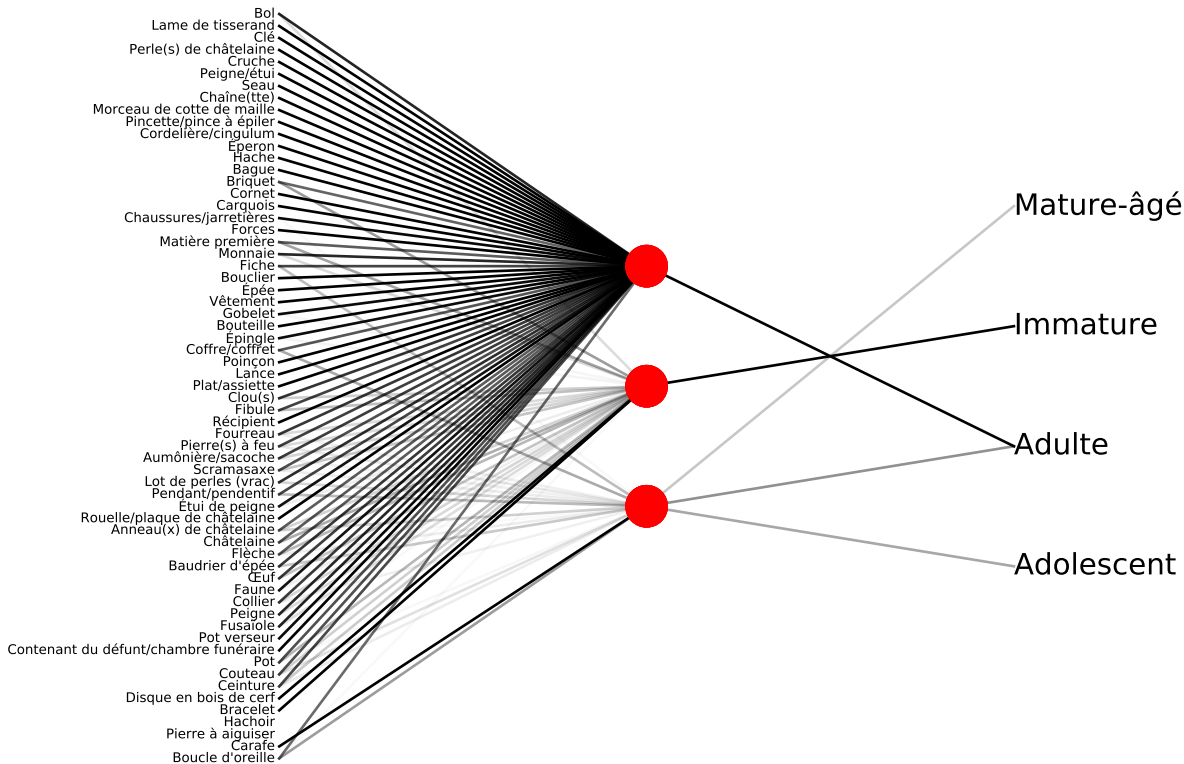 Bol
Lame de tisserand
Clé
Perle(s) de châtelaine
Cruche
Peigne/étui
Seau
Chaîne(tte)
Morceau de cotte de maille
Pincette/pince à épiler
Cordelière/cingulum
Éperon
Hache
Bague
Briquet
Cornet
Carquois
Chaussures/jarretières
Forces
Matière première
Monnaie
Fiche
Bouclier
Épée
Vêtement
Gobelet
Bouteille
Épingle
Coffre/coffret
Poinçon
Lance
Plat/assiette
Clou(s)
Fibule
Récipient
Fourreau
Pierre(s) à feu
Aumônière/sacoche
Scramasaxe
Lot de perles (vrac)
Pendant/pendentif
Étui de peigne
Rouelle/plaque de châtelaine
Anneau(x) de châtelaine
Châtelaine
Flèche
Baudrier d'épée
Œuf
Faune
Collier
Peigne
Fusaïole
Pot verseur
Contenant du défunt/chambre funéraire
Pot
Couteau
Ceinture
Disque en bois de cerf
Bracelet
Hachoir
Pierre à aiguiser
Carafe
Boucle d'oreille
Mature-âgé
Immature
Adulte
Adolescent